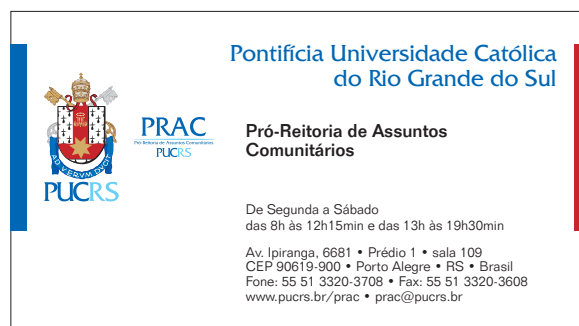 Pontifícia Universidade Católica
do Rio Grande do Sul
AD VERVM DVCIT
PUCRS
PRAC
Pró-Reitoria de Assuntos Comunitários
PUCRS
Pró-Reitoria de Assuntos
Comunitários
De Segunda a Sábado
das 8h às 12h15min e das 13h às 19h30min
Av. Ipiranga, 6681 • Prédio 1 • sala 109
CEP 90619-900 • Porto Alegre • RS • Brasil
Fone: 55 51 3320-3708 • Fax: 55 51 3320-3608
www.pucrs.br/prac • prac@pucrs.br